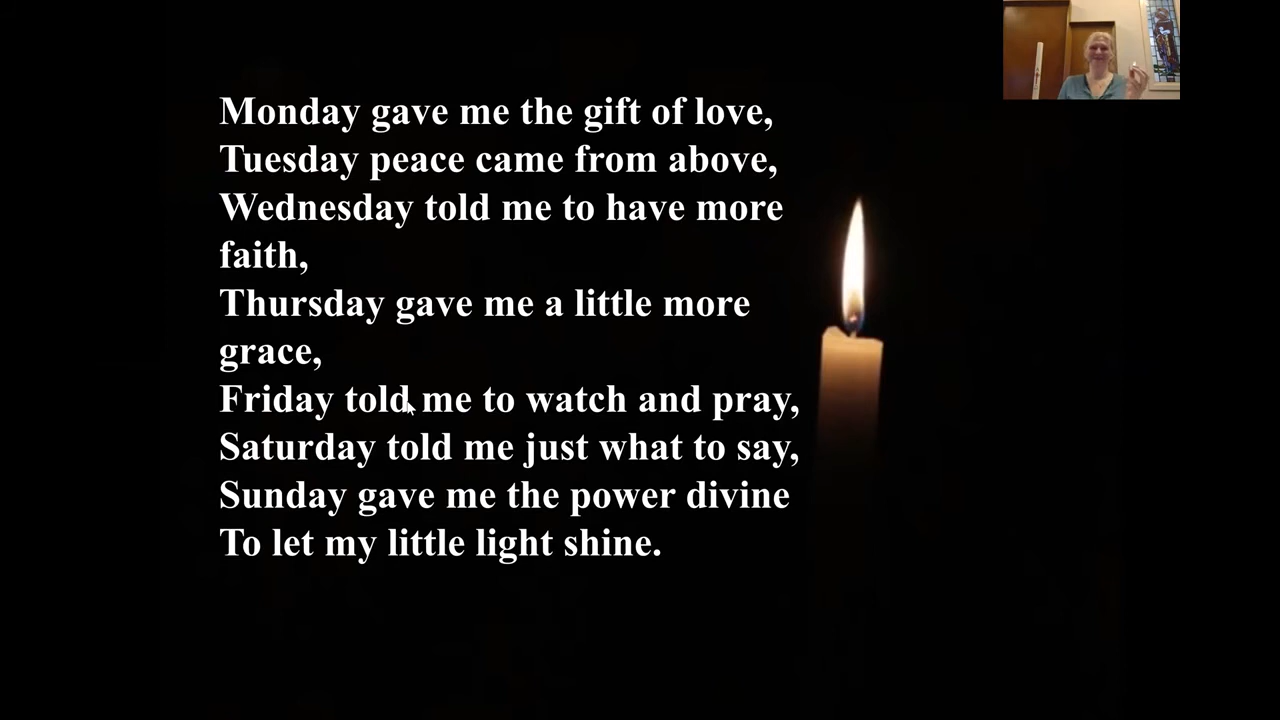 Monday gave me the gift of love,
Tuesday peace came from above,
Wednesday told me to have more
faith,
Thursday gave me a little more
grace,
Friday told me to watch and pray,
Saturday told me just what to say,
Sunday gave me the power divine
To let my little light shine.